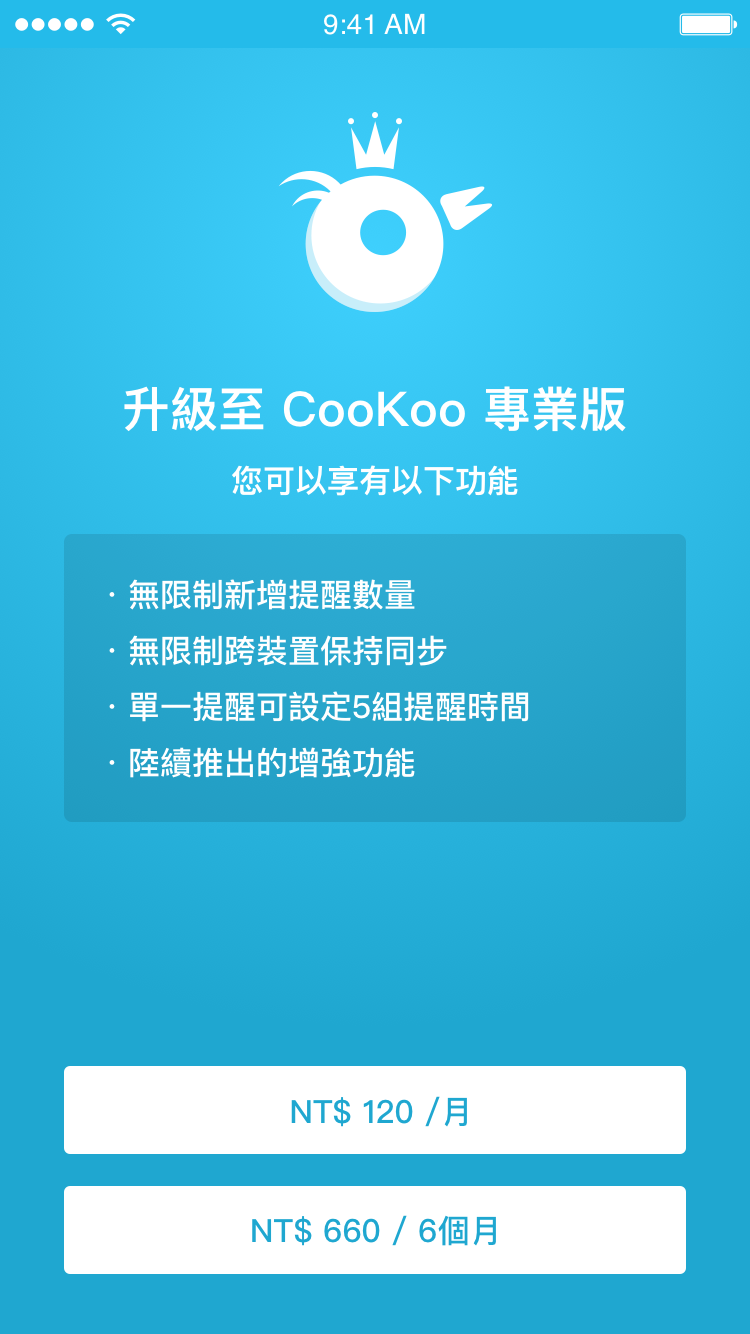 9:41 AM
升級至 CooKoo 專業版
您可以享有以下功能
· 無限制新增提醒數量
· 無限制跨裝置保持同步
· 單一提醒可設定5組提醒時間
· 陸續推出的增強功能
NT$ 120 /月
NT$ 660 / 6個月